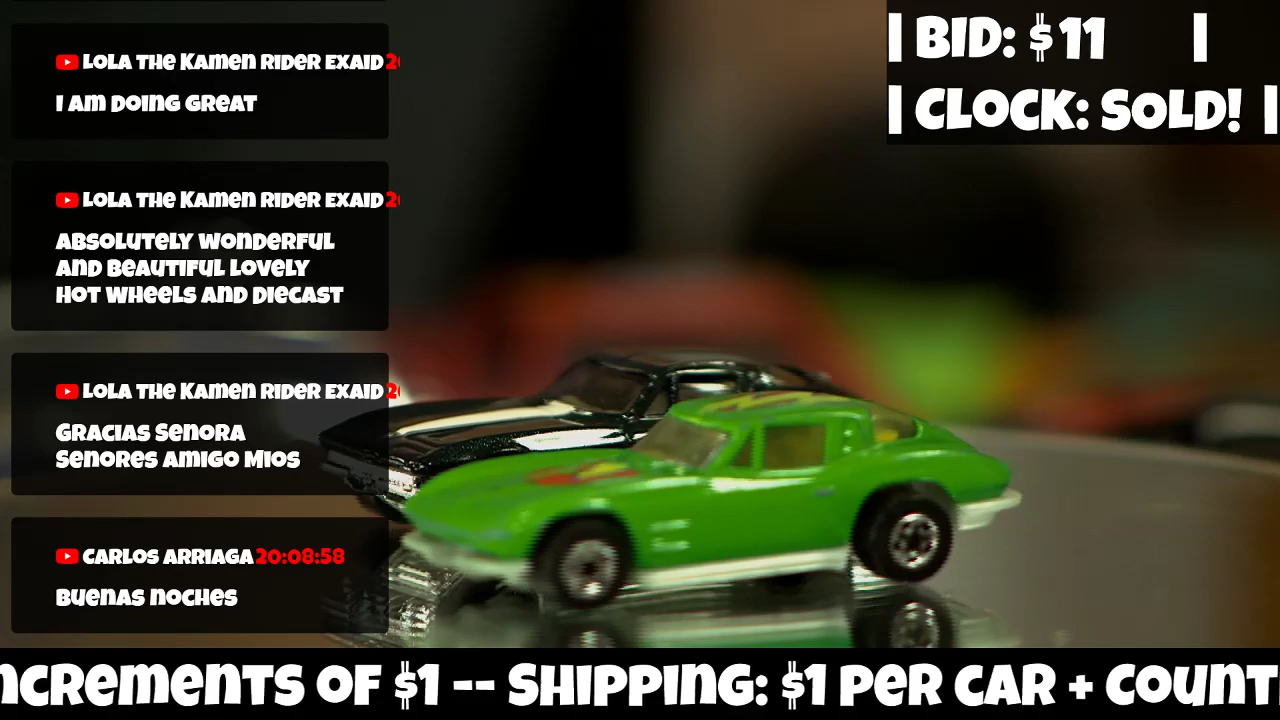 LOLA THE KAMEN RIDER EXAID
I AM DOING GREAT
LOLA THE KAMEN RIDER EXAID
ABSOLUTELY WONDERFUL
AND BEAUTIFUL LOVELY
HOT WHEELS AND DIECAST
LOLA THE KAMEN RIDER EXAID
GRACIAS SENORA
SENORES AMIGO MIOS
CARLOS ARRIAGA 20:08:58
BUENAS NOCHES
| BID: $11 |
| CLOCK: SOLD! |
NCREMENTS OF $1 -- SHIPPING: $1 PER CAR + COUNT